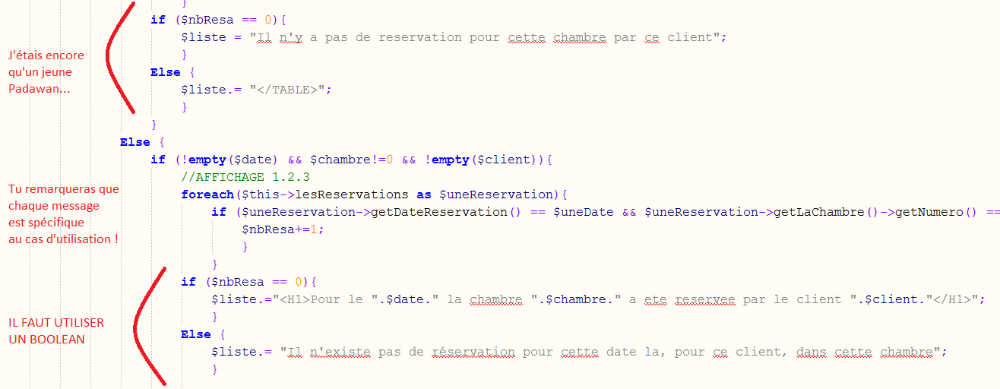 }
if ($nbResa == 0){
$liste = "Il n'y a pas de reservation pour cette chambre par ce client";
}
J'étais encore
qu'un jeune
Padawan...
Else {
$liste.= "</TABLE>";
}
}
Else {
if (!empty($date) && $chambre!=0 && !empty($client)){
//AFFICHAGE 1.2.3
Tu remarqueras que
chaque message
est spécifique
au cas d'utilisation !
foreach($this->lesReservations as $uneReservation){
if ($uneReservation->getDateReservation() == $uneDate && $uneReservation->getLaChambre()->getNumero() ==
$nbResa+=1;
}
}
if ($nbResa == 0){
$liste.="<H1>Pour le ".$date." la chambre ".$chambre." a ete reservee par le client ".$client."</H1>";
}
IL FAUT UTILISER
UN BOOLEAN
Else {
$liste.= "Il n'existe pas de réservation pour cette date la, pour ce client, dans cette chambre";
}